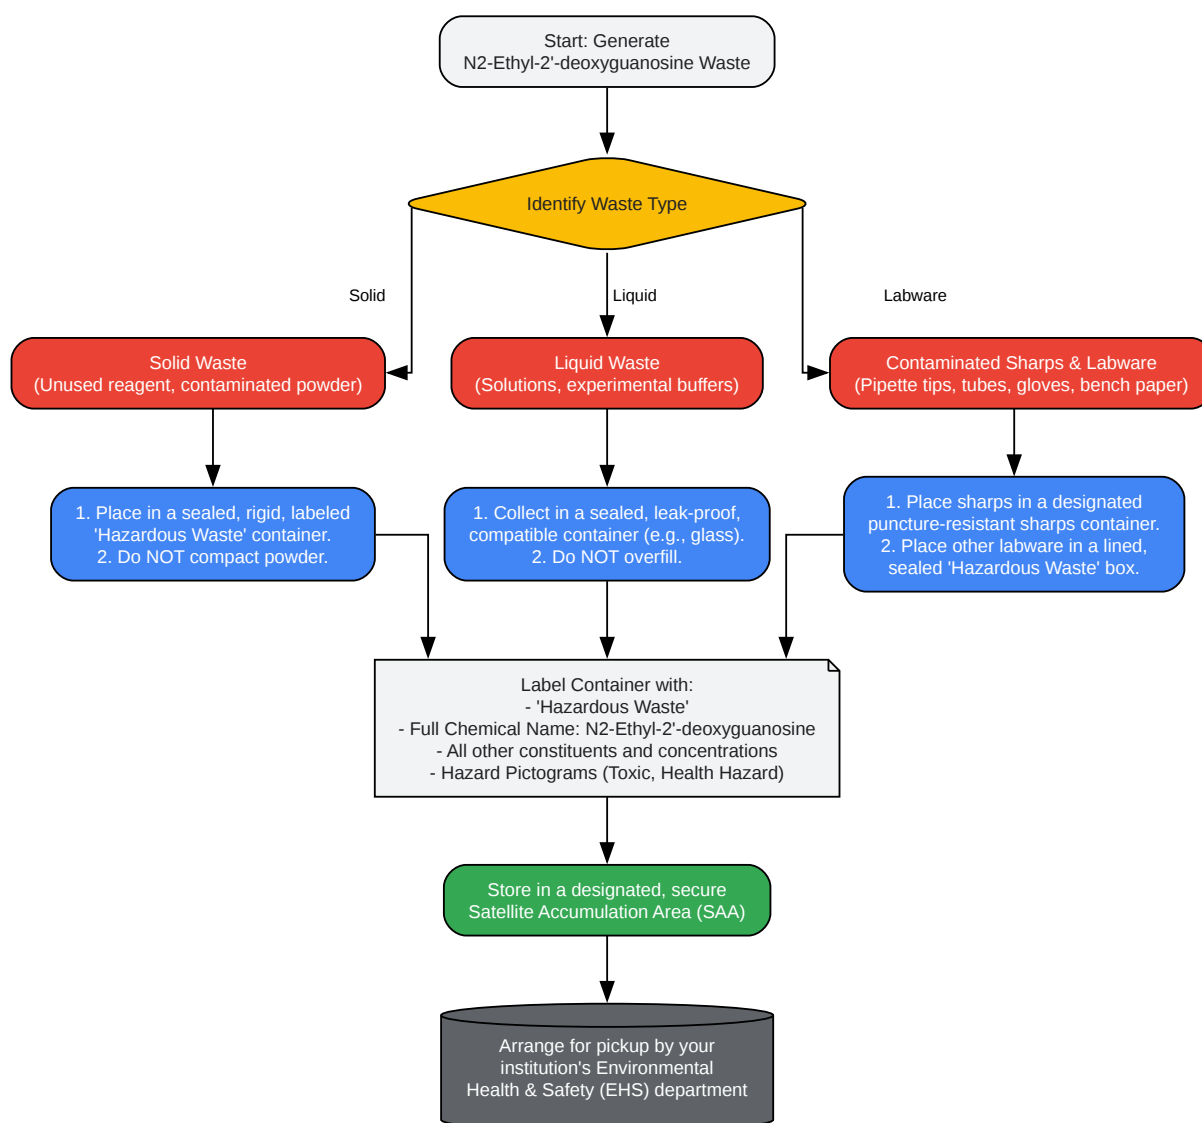 Start: Generate
N2-Ethyl-2'-deoxyguanosine Waste
Identify Waste Type
Solid
Liquid
Labware
Solid Waste
(Unused reagent, contaminated powder)
Liquid Waste
(Solutions, experimental buffers)
Contaminated Sharps & Labware
(Pipette tips, tubes, gloves, bench paper)
1. Place in a sealed, rigid, labeled
'Hazardous Waste' container.
2. Do NOT compact powder.
1. Collect in a sealed, leak-proof,
compatible container (e.g., glass).
2. Do NOT overfill.
1. Place sharps in a designated
puncture-resistant sharps container.
2. Place other labware in a lined,
sealed 'Hazardous Waste' box.
Label Container with:
- 'Hazardous Waste'
- Full Chemical Name: N2-Ethyl-2'-deoxyguanosine
- All other constituents and concentrations
- Hazard Pictograms (Toxic, Health Hazard)
Store in a designated, secure
Satellite Accumulation Area (SAA)
Arrange for pickup by your
institution's Environmental
Health & Safety (EHS) department